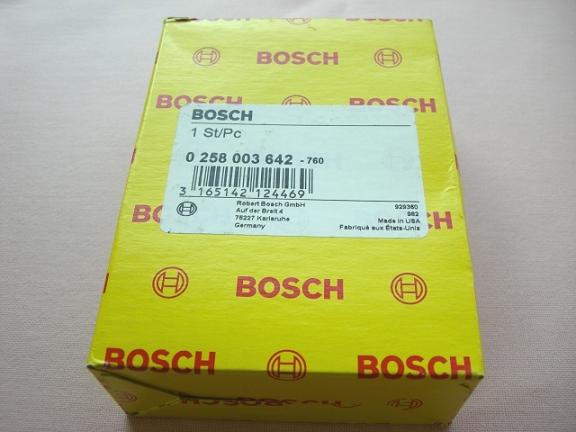 BOSCH
BOSCH
BOSCH
BOSCH
BOSCH
1 St/Pc
0 258 003 642 - 760
3 165142 124469
Robert Bosch GmbH
Auf der Breit 4
76227 Karlsruhe
Germany
929360
982
Made in USA
Fabriqué aux États-Unis
BOSCH
BOSCH
BOSCH
BOSCH
BOSCH